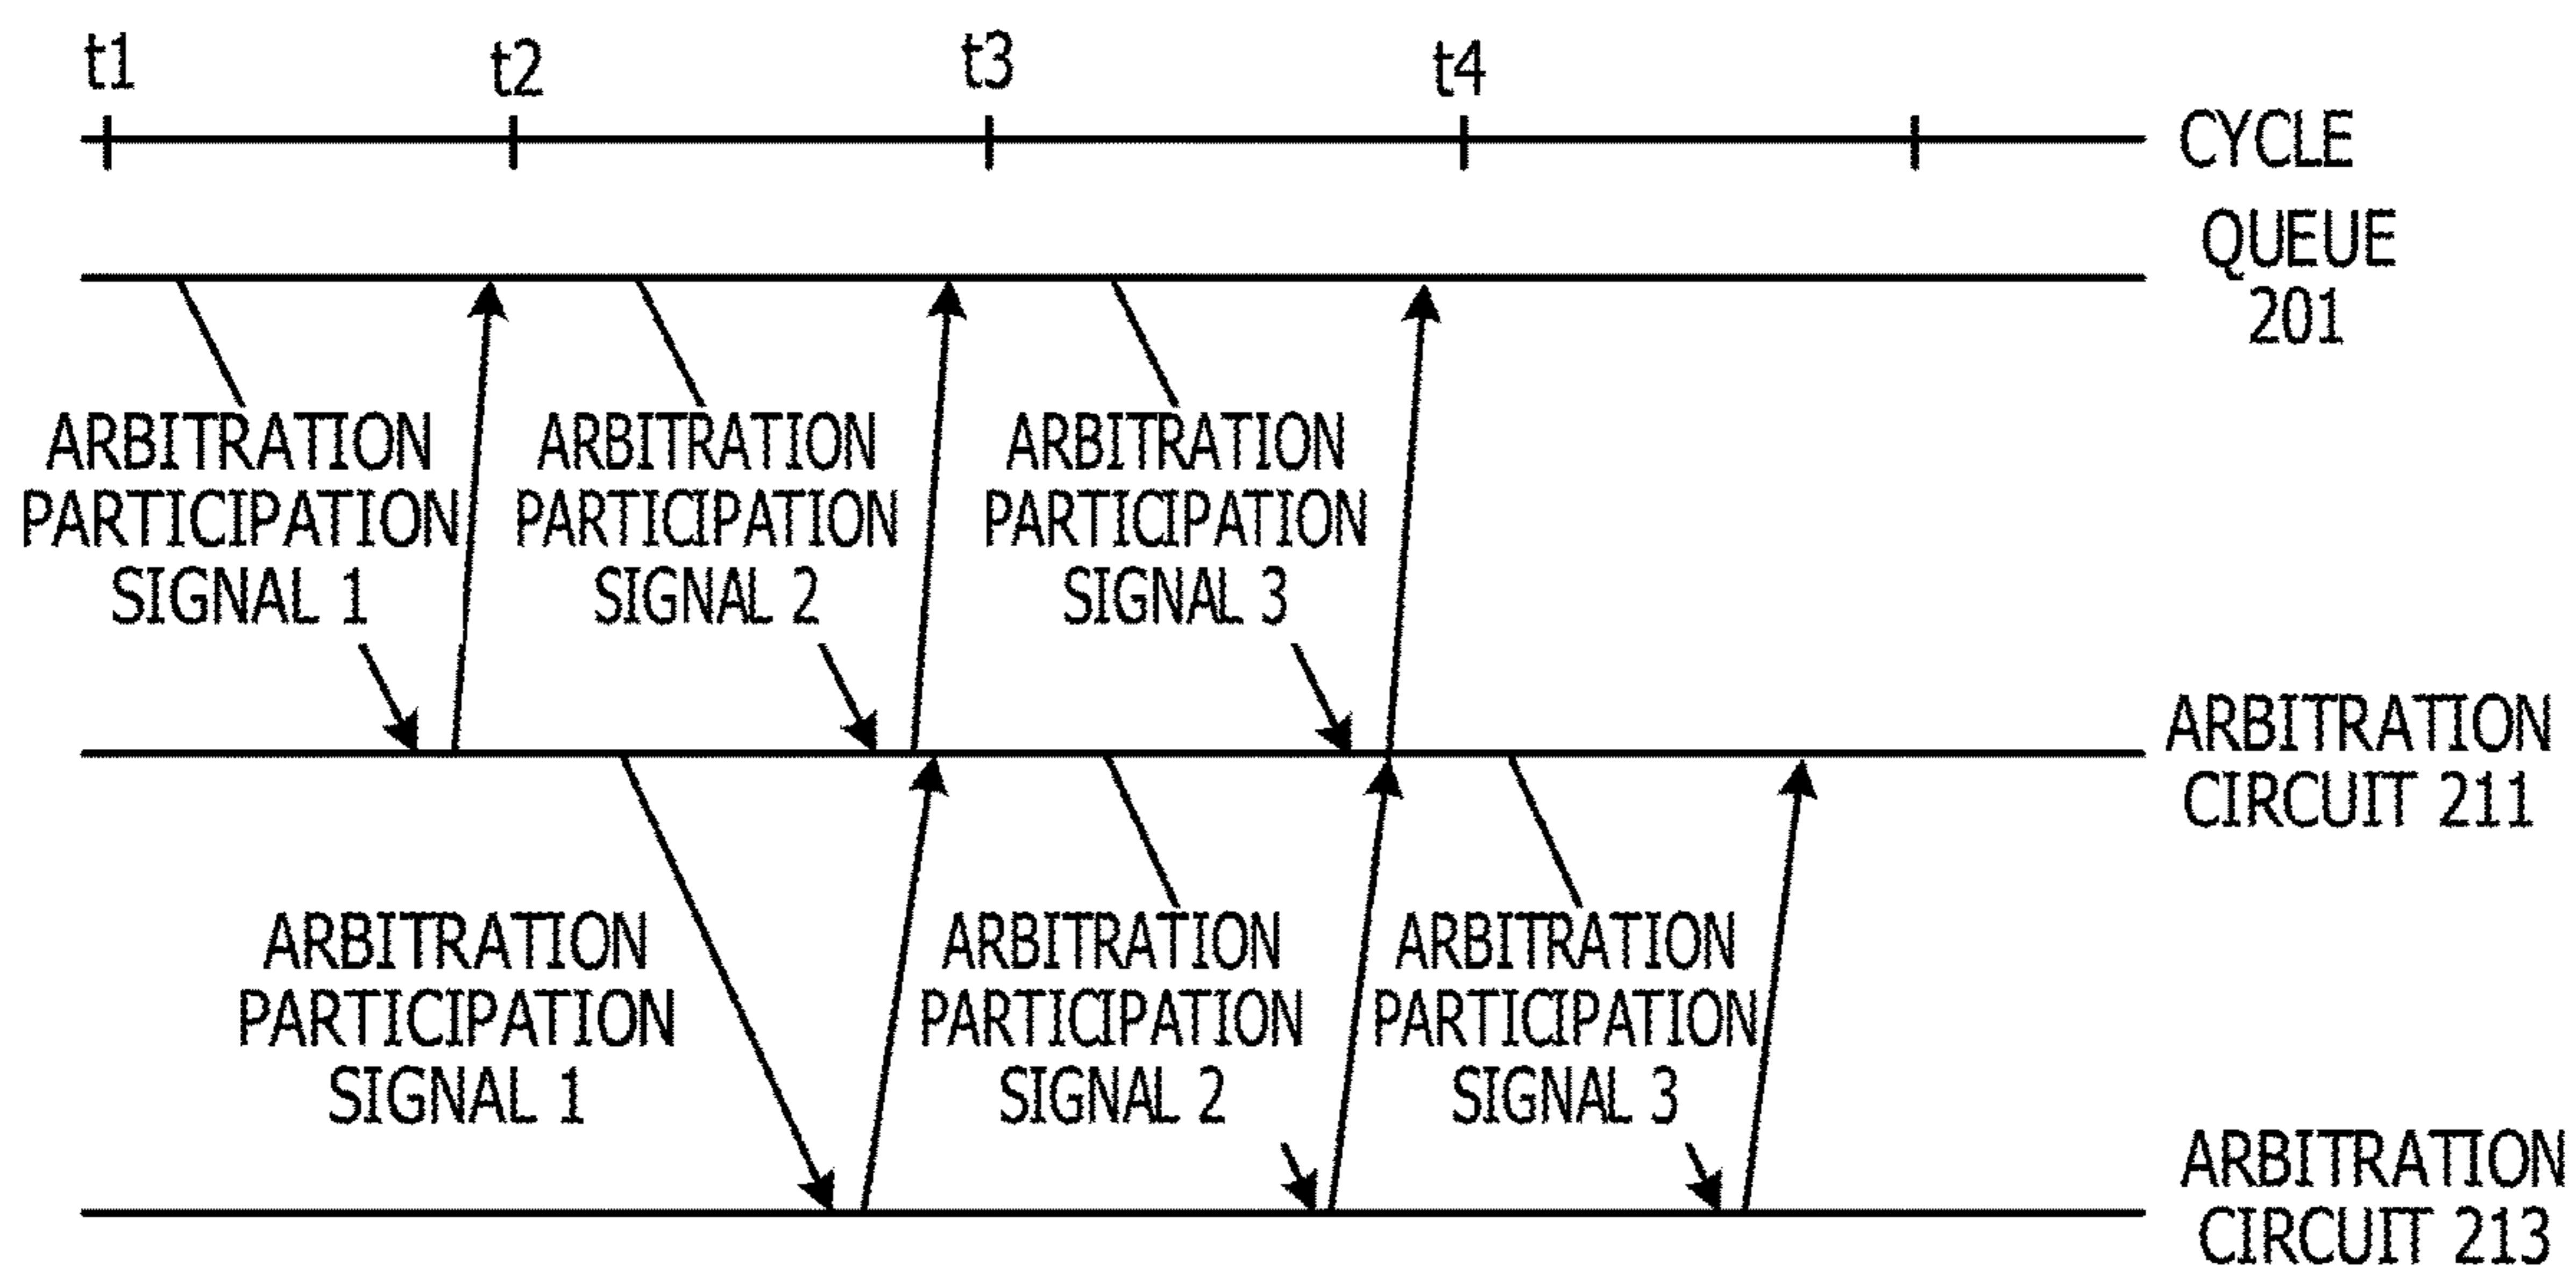 t1
t2
t3
t4
CYCLE
QUEUE
201
ARBITRATION
PARTICIPATION
SIGNAL 1
ARBITRATION
PARTICIPATION
SIGNAL 2
ARBITRATION
PARTICIPATION
SIGNAL 3
ARBITRATION
CIRCUIT 211
ARBITRATION
PARTICIPATION
SIGNAL 1
ARBITRATION
PARTICIPATION
SIGNAL 2
ARBITRATION
PARTICIPATION
SIGNAL 3
ARBITRATION
CIRCUIT 213